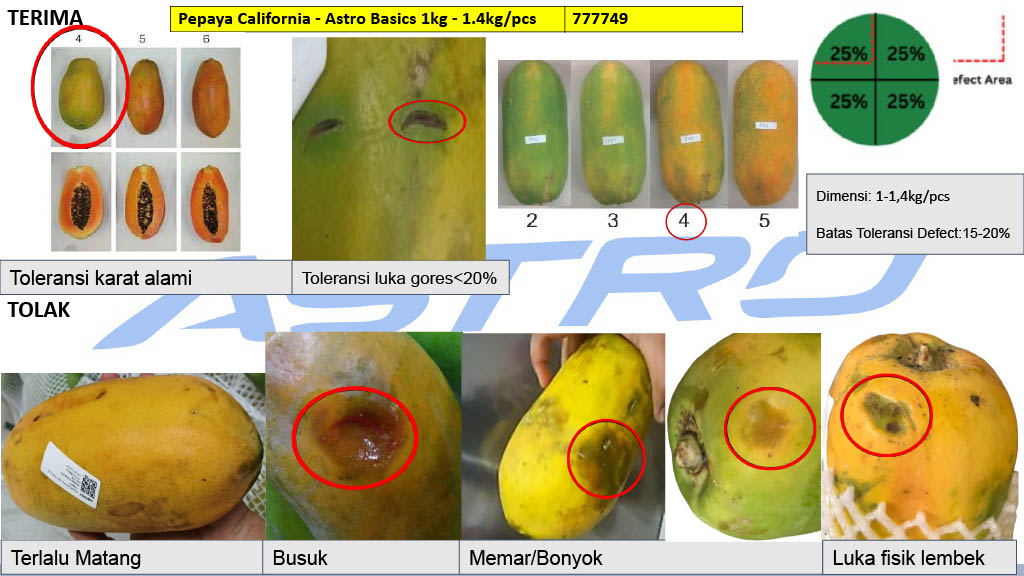 TERIMA
Pepaya California - Astro Basics 1kg - 1.4kg/pcs 777749
4 5 6
25% 25%
25% 25%
efect Area
2 3 4 5
Dimensi: 1-1,4kg/pcs
Batas Toleransi Defect:15-20%
Toleransi karat alami
Toleransi luka gores<20%
ASTRO
TOLAK
Terlalu Matang
Busuk
Memar/Bonyok
Luka fisik lembek